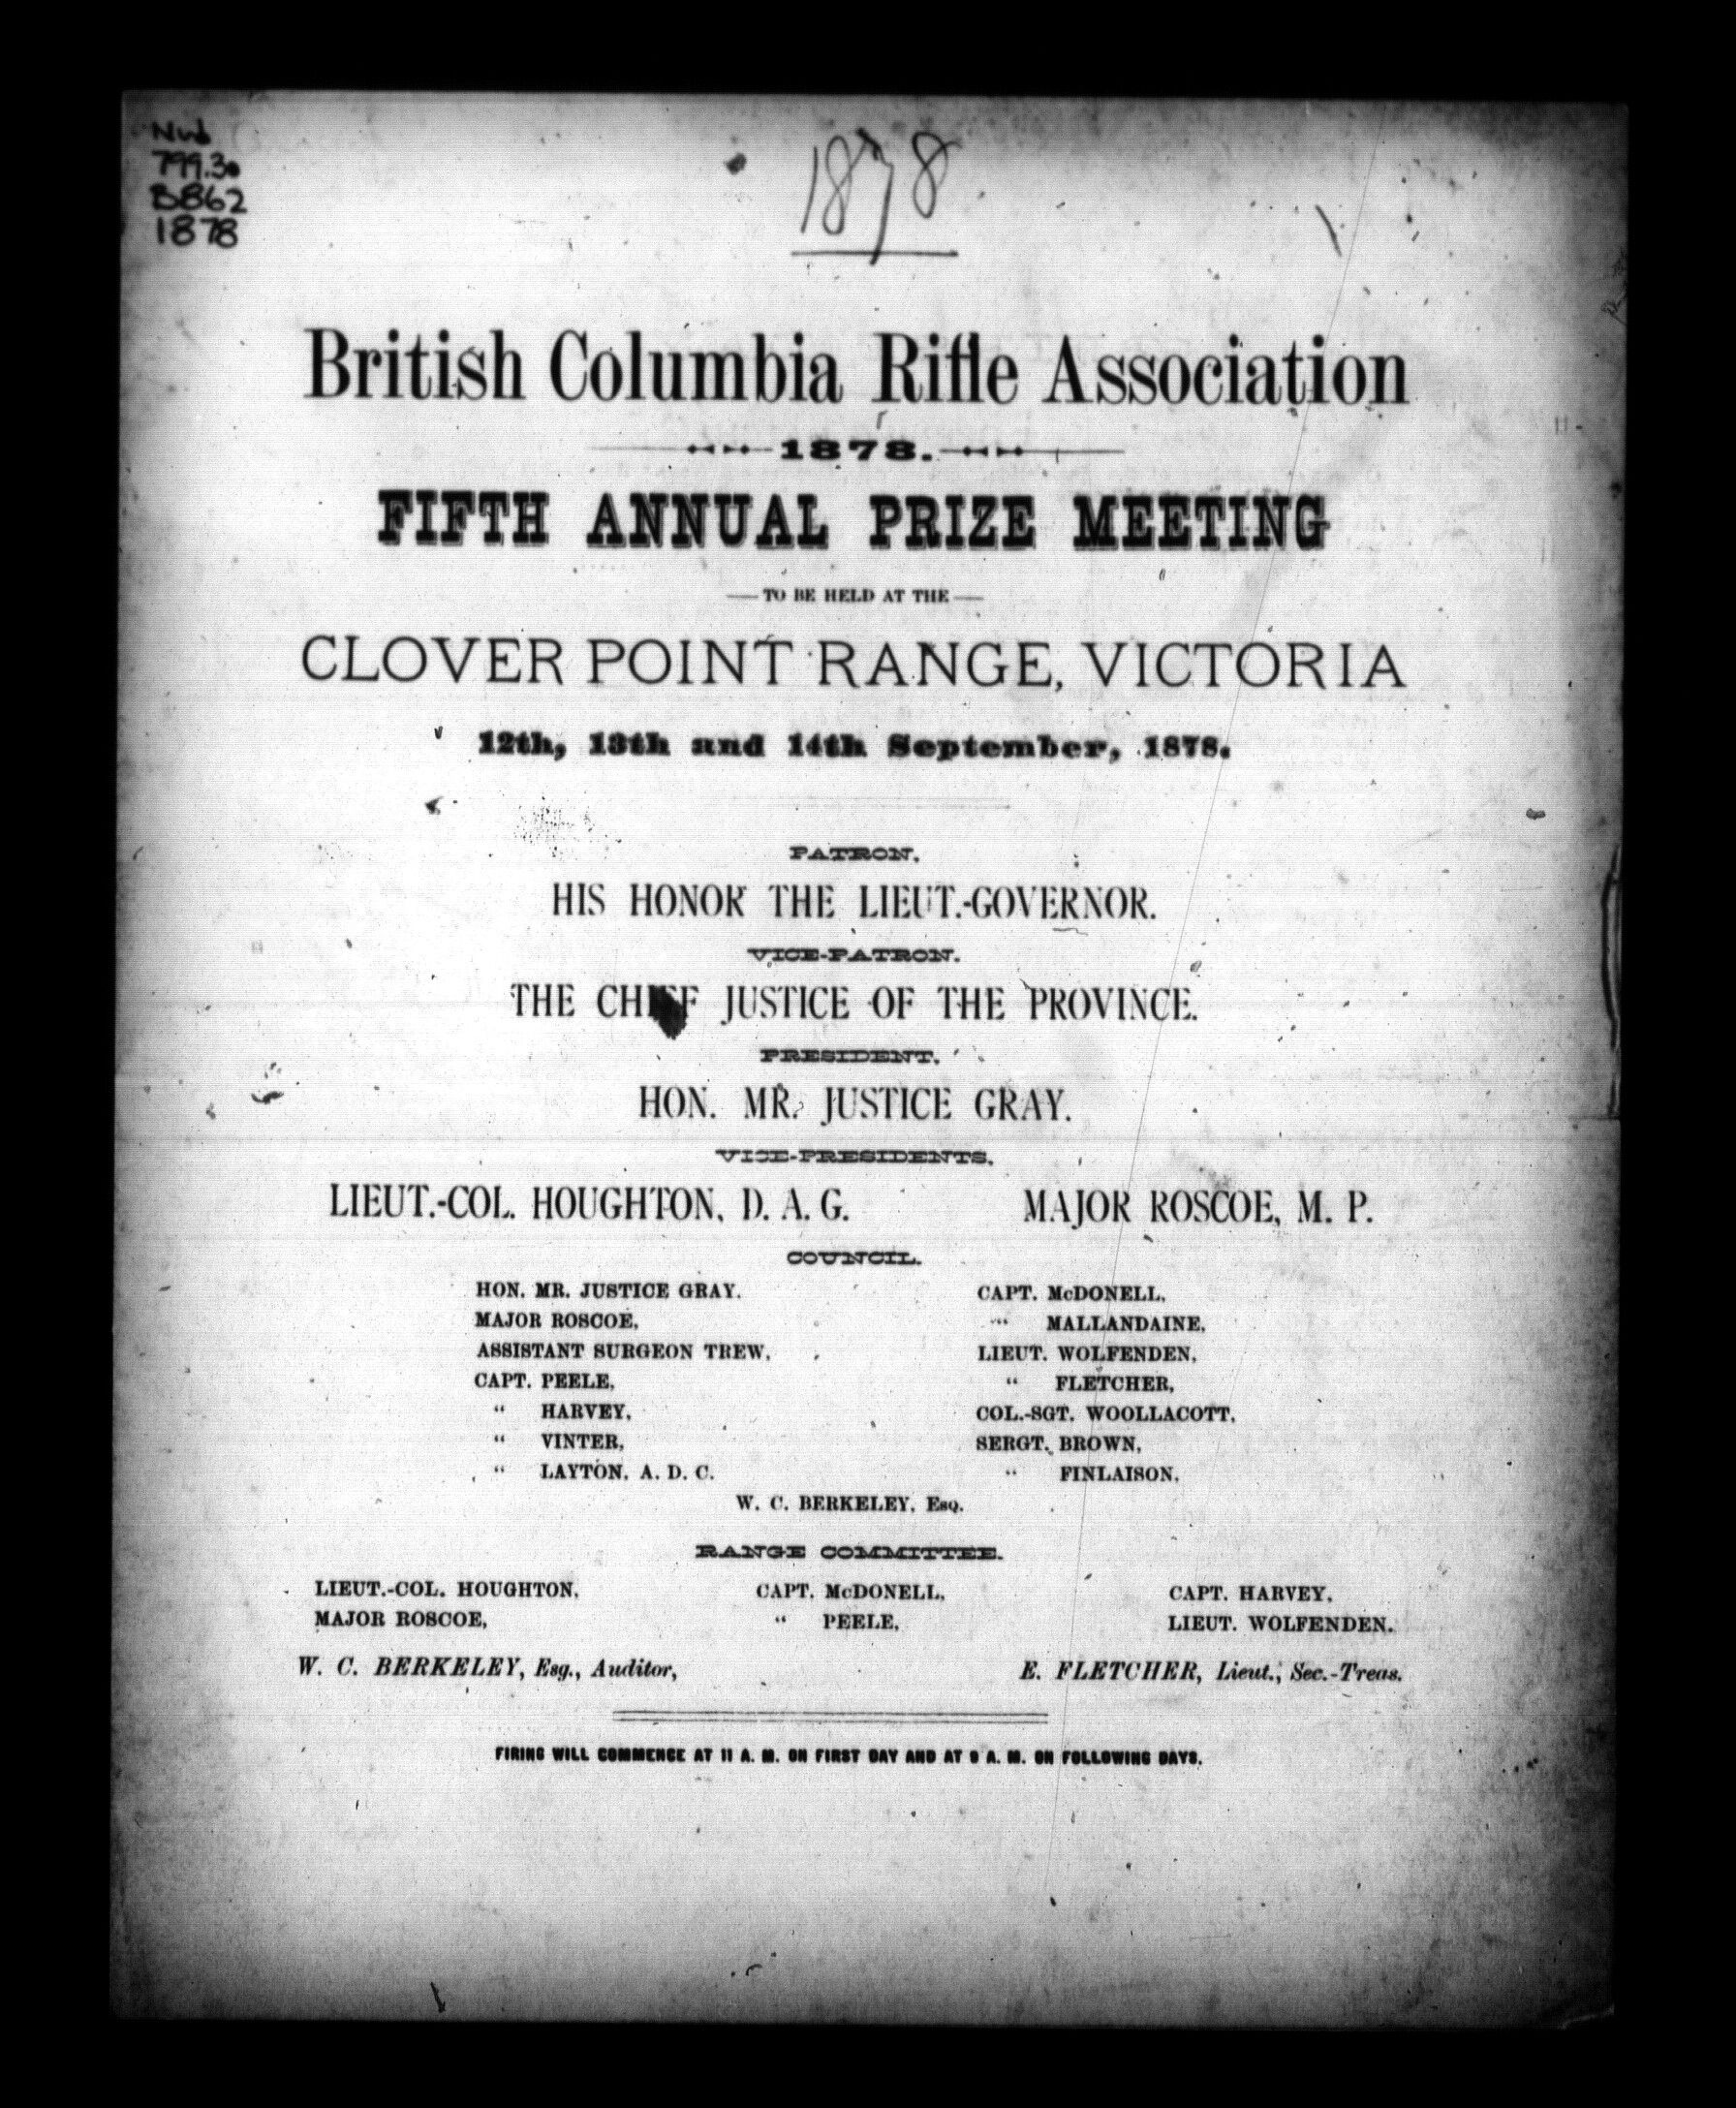 Nw
799.3
B862
1878
1878
British Columbia Rifle Association
1878.
FIFTH ANNUAL PRIZE MEETING
—TO BE HELD AT THE—
CLOVER POINT RANGE, VICTORIA
12th, 13th and 14th September, 1878.
PATRON.
HIS HONOR THE LIEUT.-GOVERNOR.
VICE-PATRON.
THE CHIEF JUSTICE OF THE PROVINCE.
PRESIDENT.
HON. MR. JUSTICE GRAY.
VICE-PRESIDENTS.
LIEUT.-COL. HOUGHTON, D. A. G. MAJOR ROSCOE, M. P.
COUNCIL.
HON. MR. JUSTICE GRAY, CAPT. McDONELL,
MAJOR ROSCOE, " MALLANDAINE,
ASSISTANT SURGEON TREW, LIEUT. WOLFENDEN,
CAPT. PEELE, " FLETCHER,
" HARVEY, COL.-SGT. WOOLLACOTT,
" VINTER, SERGT. BROWN,
" LAYTON, A. D. C. " FINLAISON,
W. C. BERKELEY, Esq.
RANGE COMMITTEE.
LIEUT.-COL. HOUGHTON, CAPT. McDONELL, CAPT. HARVEY,
MAJOR ROSCOE, " PEELE, LIEUT. WOLFENDEN.
W. C. BERKELEY, Esq., Auditor, E. FLETCHER, Lieut., Sec.-Treas.
FIRING WILL COMMENCE AT 11 A. M. ON FIRST DAY AND AT 9 A. M. ON FOLLOWING DAYS.